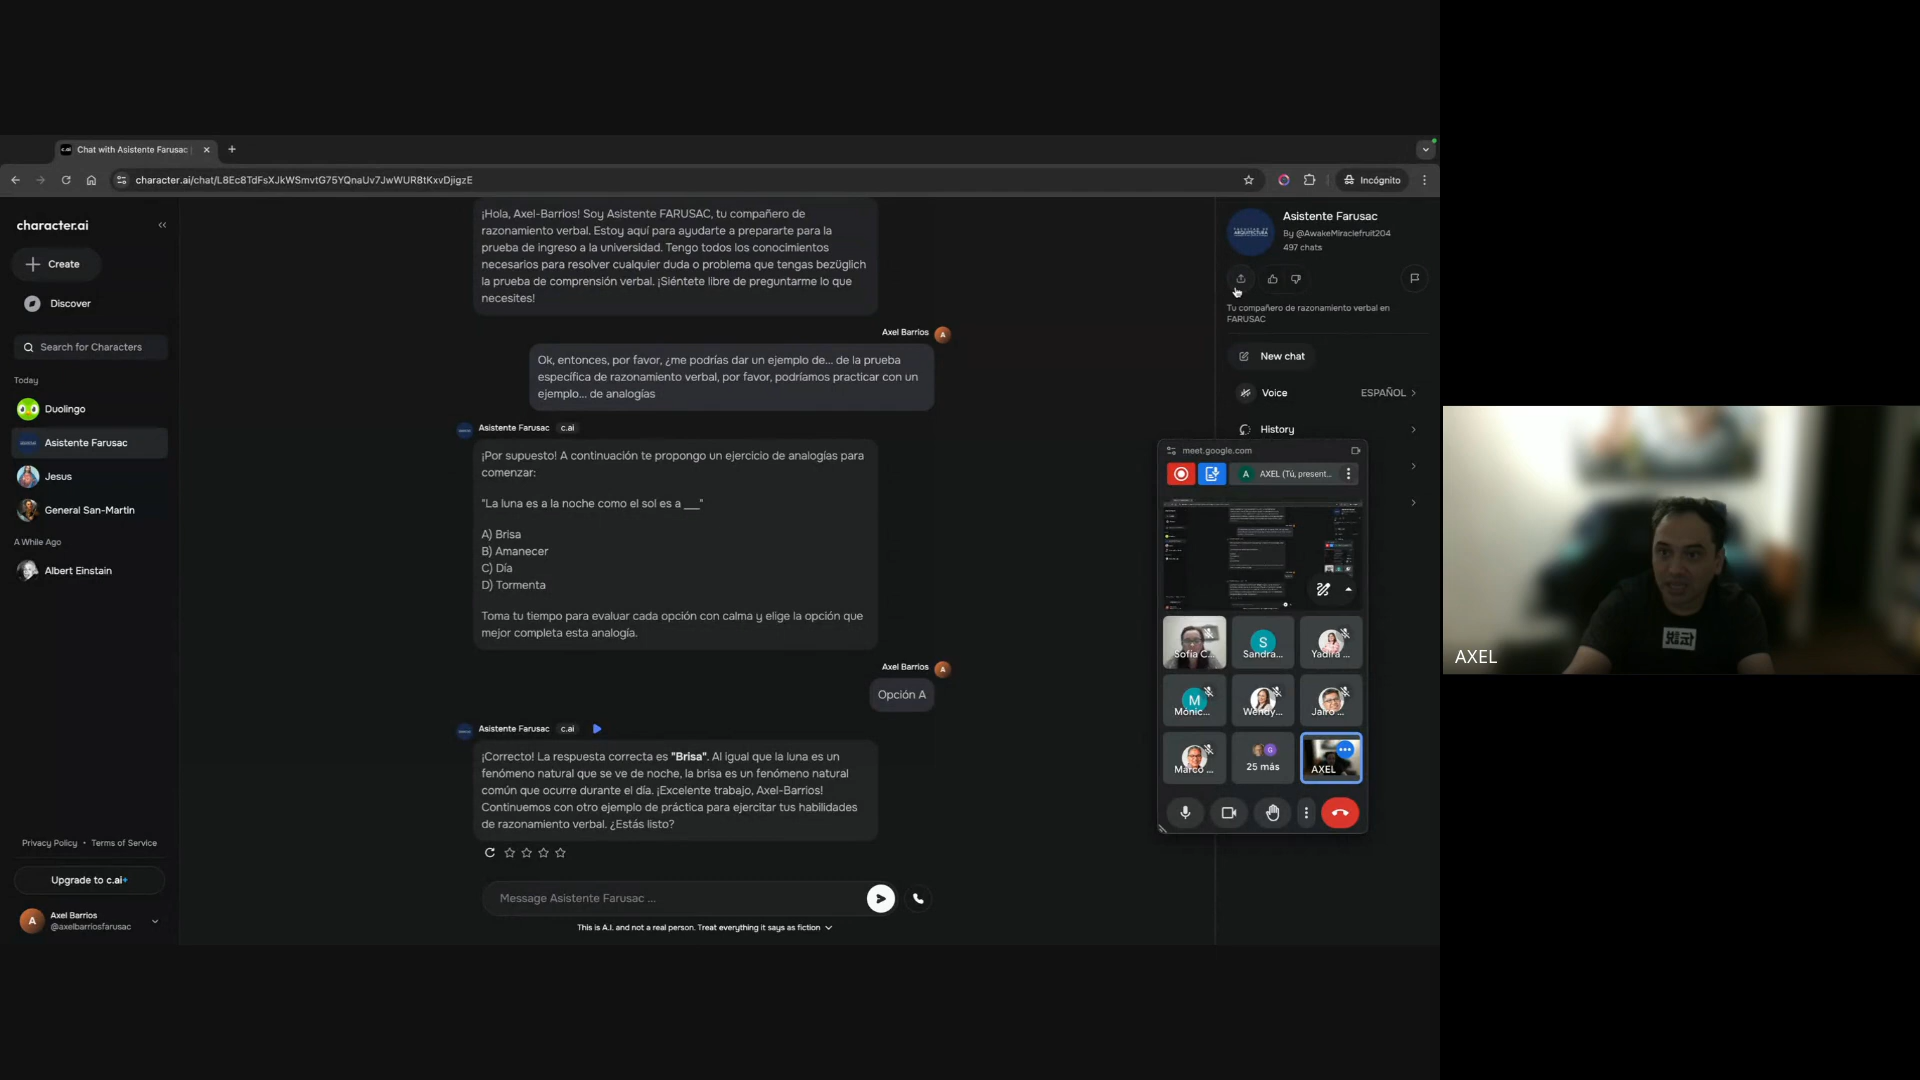 Chat with Asistente Farusac
character.ai/chat/L8Ec8TdFsXJkWSmvtG75YQnaUv7JwWUR8tKxvDjigzE
Incógnito
character.ai
Create
Discover
Search for Characters
Today
Duolingo
Asistente Farusac
Jesus
General San-Martin
A While Ago
Albert Einstein
Privacy Policy • Terms of Service
Upgrade to c.ai+
A
Axel Barrios
@axelbarriosfarusac
¡Hola, Axel-Barrios! Soy Asistente FARUSAC, tu compañero de
razonamiento verbal. Estoy aquí para ayudarte a prepararte para la
prueba de ingreso a la universidad. Tengo todos los conocimientos
necesarios para resolver cualquier duda o problema que tengas bezüglich
la prueba de comprensión verbal. ¡Siéntete libre de preguntarme lo que
necesites!
Axel Barrios
A
Ok, entonces, por favor, ¿me podrías dar un ejemplo de... de la prueba
específica de razonamiento verbal, por favor, podríamos practicar con un
ejemplo... de analogías
Asistente Farusac c.ai
¡Por supuesto! A continuación te propongo un ejercicio de analogías para
comenzar:
"La luna es a la noche como el sol es a ___"
A) Brisa
B) Amanecer
C) Día
D) Tormenta
Toma tu tiempo para evaluar cada opción con calma y elige la opción que
mejor completa esta analogía.
Axel Barrios
A
Opción A
Asistente Farusac c.ai
¡Correcto! La respuesta correcta es "Brisa". Al igual que la luna es un
fenómeno natural que se ve de noche, la brisa es un fenómeno natural
común que ocurre durante el día. ¡Excelente trabajo, Axel-Barrios!
Continuemos con otro ejemplo de práctica para ejercitar tus habilidades
de razonamiento verbal. ¿Estás listo?
Message Asistente Farusac ...
This is A.I. and not a real person. Treat everything it says as fiction
ARQUITECTURA
Asistente Farusac
By @AwakeMiraclefruit204
497 chats
Tu compañero de razonamiento verbal en
FARUSAC
New chat
Voice ESPAÑOL
History
meet.google.com
A AXEL (Tú, present...
Sofia C...
S
Sandra...
Yadira ...
M
Mónic...
Wendy...
Jairo ...
Marco ...
G
25 más
AXEL
AXEL